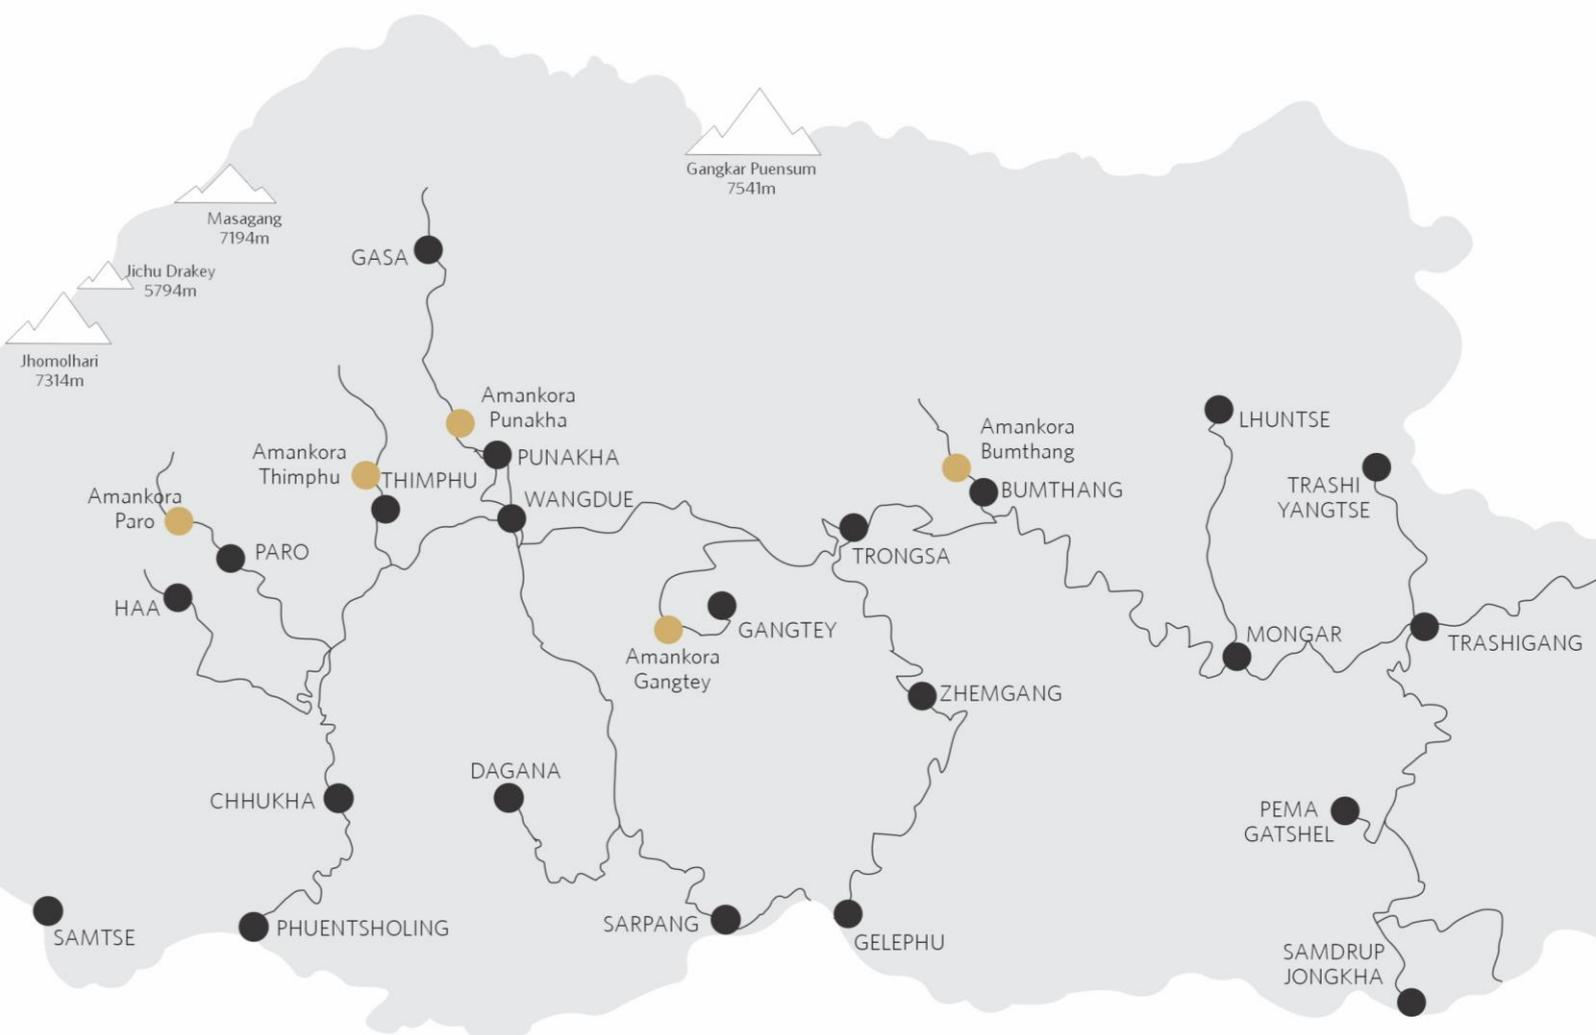 Gangkar Puensum
7541m
Masagang
7194m
Jichu Drakey
5794m
Jhomolhari
7314m
GASA
Amankora
Punakha
PUNAKHA
Amankora
Thimphu
THIMPHU
WANGDUE
Amankora
Paro
PARO
HAA
Amankora
Bumthang
BUMTHANG
TRONGSA
LHUNTSE
TRASHI
YANGTSE
MONGAR
TRASHIGANG
GANGTEY
Amankora
Gangtey
ZHEMGANG
DAGANA
CHHUKHA
PEMA
GATSHEL
SAMTSE
PHUENTSHOLING
SARPANG
GELEPHU
SAMDRUP
JONGKHA